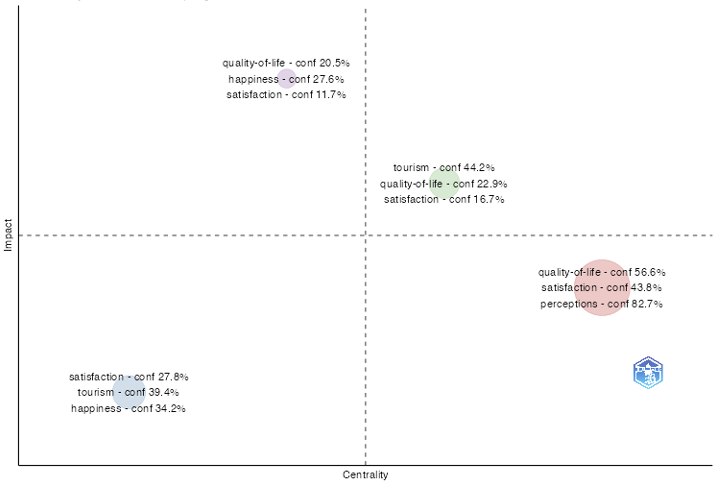 quality-of-life - conf 20.5%
happiness - conf 27.6%
satisfaction - conf 11.7%
tourism - conf 44.2%
quality-of-life - conf 22.9%
satisfaction - conf 16.7%
Impact
quality-of-life - conf 56.6%
satisfaction - conf 43.8%
perceptions - conf 82.7%
satisfaction - conf 27.8%
tourism - conf 39.4%
happiness - conf 34.2%
Centrality